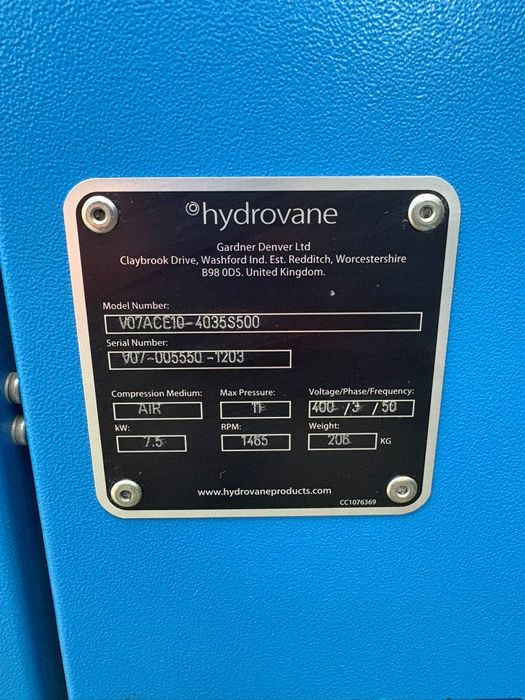 hydrovane
Gardner Denver Ltd
Claybrook Drive, Washford Ind. Est. Redditch, Worcestershire
B98 0DS. United Kingdom.
Model Number:
V07ACE10-4035S500
Serial Number:
V07-005550-1203
Compression Medium: Max Pressure: Voltage/Phase/Frequency:
AIR 400 /3 /50
kW: RPM: Weight:
7.5 1465 206 KG
www.hydrovaneproducts.com
CC1076369